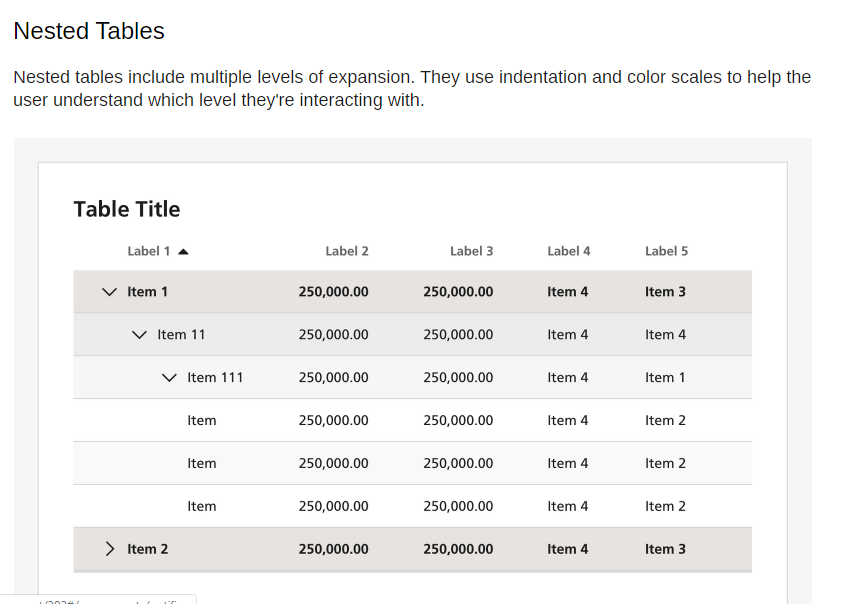 Nested Tables
Nested tables include multiple levels of expansion. They use indentation and color scales to help the
user understand which level they're interacting with.
Table Title
Label 1 Label 2 Label 3 Label 4 Label 5
Item 1 250,000.00 250,000.00 Item 4 Item 3
Item 11 250,000.00 250,000.00 Item 4 Item 4
Item 111 250,000.00 250,000.00 Item 4 Item 1
Item 250,000.00 250,000.00 Item 4 Item 2
Item 250,000.00 250,000.00 Item 4 Item 2
Item 250,000.00 250,000.00 Item 4 Item 2
Item 2 250,000.00 250,000.00 Item 4 Item 3